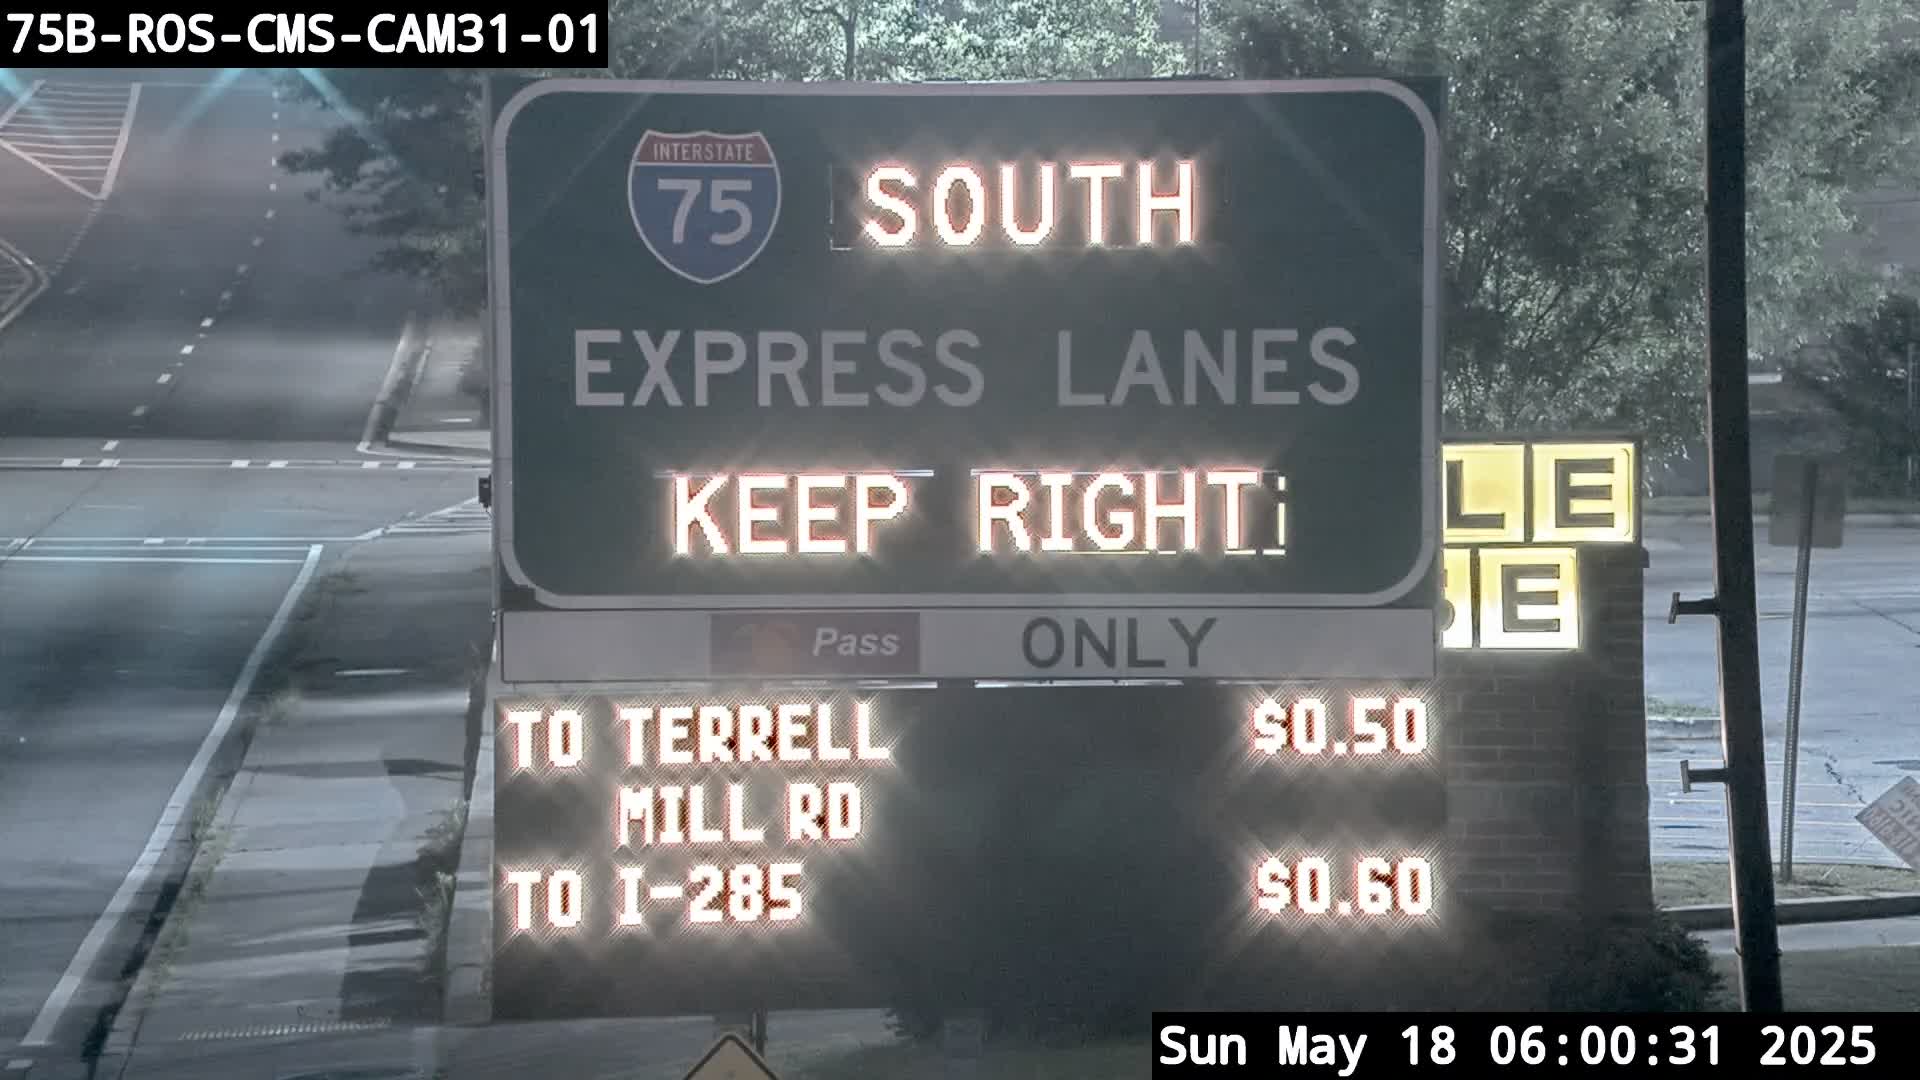 75B-ROS-CMS-CAM31-01
INTERSTATE
75
SOUTH
EXPRESS LANES
KEEP RIGHT
Pass ONLY
LE
E
TO TERRELL $0.50
MILL RD
TO I-285 $0.60
Sun May 18 06:00:31 2025